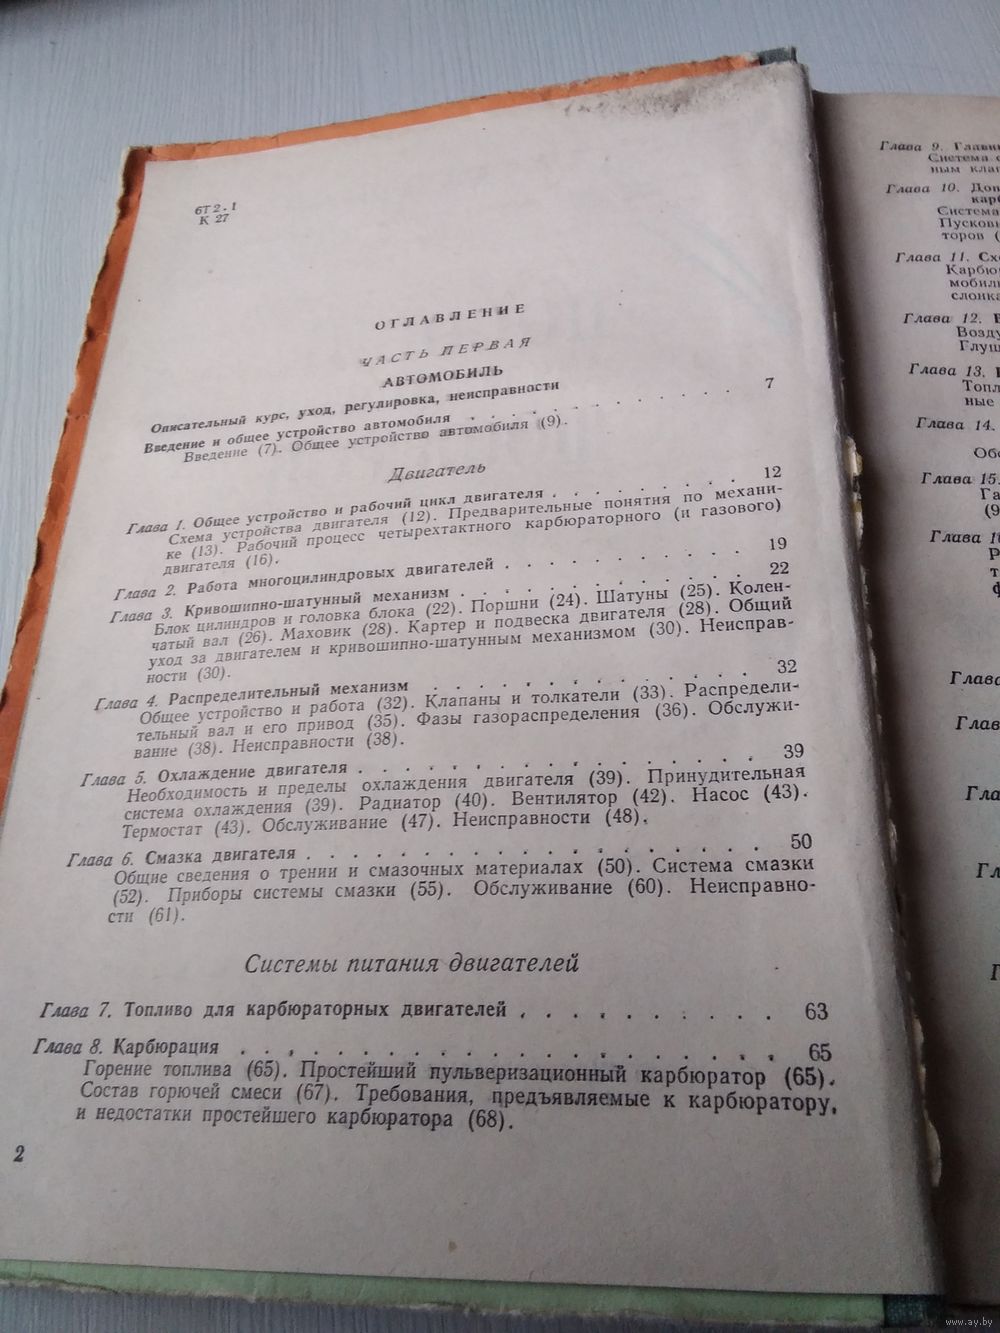 6Т2.1
К 27
ОГЛАВЛЕНИЕ
ЧАСТЬ ПЕРВАЯ
АВТОМОБИЛЬ
Описательный курс, уход, регулировка, неисправности
Введение и общее устройство автомобиля . . . . . . . . . . . 7
Введение (7). Общее устройство автомобиля (9).
Двигатель
Глава 1. Общее устройство и рабочий цикл двигателя . . . . . . . . 12
Схема устройства двигателя (12). Предварительные понятия по механи-
ке (13). Рабочий процесс четырехтактного карбюраторного (и газового)
двигателя (16).
Глава 2. Работа многоцилиндровых двигателей . . . . . . . . . 19
Глава 3. Кривошипно-шатунный механизм . . . . . . . . . . . 22
Блок цилиндров и головка блока (22). Поршни (24). Шатуны (25). Колен-
чатый вал (26). Маховик (28). Картер и подвеска двигателя (28). Общий
уход за двигателем и кривошипно-шатунным механизмом (30). Неисправ-
ности (30).
Глава 4. Распределительный механизм . . . . . . . . . . . . 32
Общее устройство и работа (32). Клапаны и толкатели (33). Распредели-
тельный вал и его привод (35). Фазы газораспределения (36). Обслужи-
вание (38). Неисправности (38).
Глава 5. Охлаждение двигателя . . . . . . . . . . . . . . 39
Необходимость и пределы охлаждения двигателя (39). Принудительная
система охлаждения (39). Радиатор (40). Вентилятор (42). Насос (43).
Термостат (43). Обслуживание (47). Неисправности (48).
Глава 6. Смазка двигателя . . . . . . . . . . . . . . . . 50
Общие сведения о трении и смазочных материалах (50). Система смазки
(52). Приборы системы смазки (55). Обслуживание (60). Неисправно-
сти (61).
Системы питания двигателей
Глава 7. Топливо для карбюраторных двигателей . . . . . . . . . . 63
Глава 8. Карбюрация . . . . . . . . . . . . . . . . . . . 65
Горение топлива (65). Простейший пульверизационный карбюратор (65).
Состав горючей смеси (67). Требования, предъявляемые к карбюратору,
и недостатки простейшего карбюратора (68).
2
Глава 9.
Система
ным
Глава 10.
Система
торов (
Глава 11.
Глава 12.
Глава 13.
ные
Глава 14.
Глава 15.
(9
Глава
www.ay.by